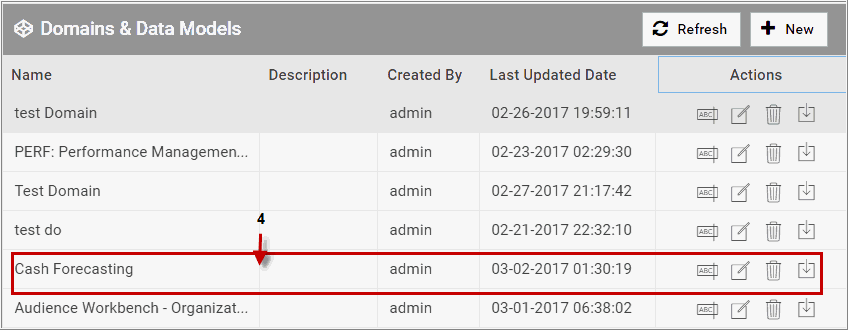 Domains & Data Models Refresh New
Name Description Created By Last Updated Date Actions
test Domain admin 02-26-2017 19:59:11 ABC
PERF: Performance Managemen... admin 02-23-2017 02:29:30 ABC
Test Domain admin 02-27-2017 21:17:42 ABC
test do admin 02-21-2017 22:32:10 ABC
4
Cash Forecasting admin 03-02-2017 01:30:19 ABC
Audience Workbench - Organizat... admin 03-01-2017 06:38:02 ABC